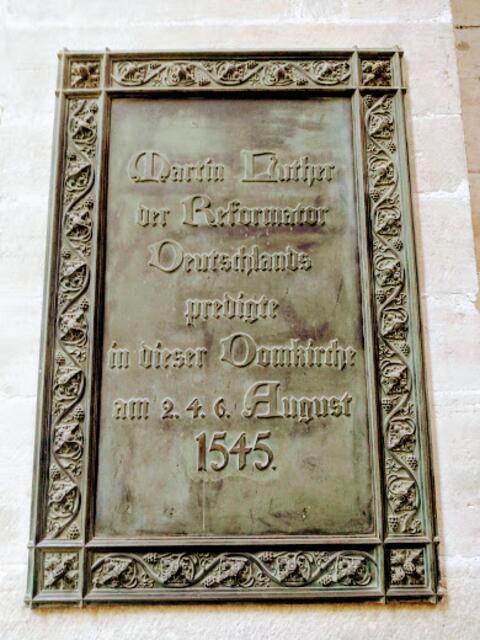 Martin Luther
der Reformator
Deutschlands
predigte
in dieser Domkirche
am 2. 4. 6. August
1545.